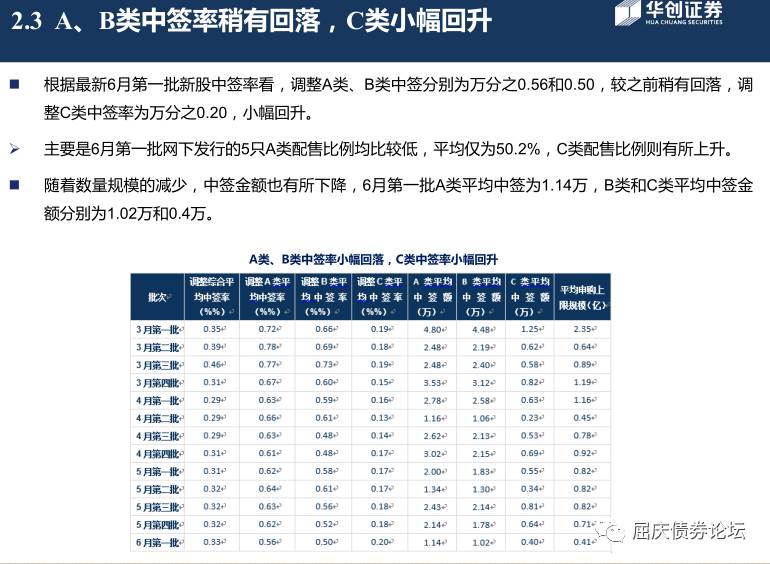 2.3 A、B类中签率稍有回落，C类小幅回升
华创证券
HUA CHUANG SECURITIES
■ 根据最新6月第一批新股中签率看，调整A类、B类中签分别为万分之0.56和0.50，较之前稍有回落，调
整C类中签率为万分之0.20，小幅回升。
➢ 主要是6月第一批网下发行的5只A类配售比例均比较低，平均仅为50.2%，C类配售比例则有所上升。
■ 随着数量规模的减少，中签金额也有所下降，6月第一批A类平均中签为1.14万，B类和C类平均中签金
额分别为1.02万和0.4万。
A类、B类中签率小幅回落，C类中签率小幅回升
批次 调整综合平均中签率（%%） 调整A类平均中签率（%%） 调整B类平均中签率（%%） 调整C类平均中签率（%%） A 类平均中签额（万） B 类平均中签额（万） C 类平均中签额（万） 平均申购上限规模（亿）
3月第一批 0.35 0.72 0.66 0.19 4.80 4.48 1.25 2.35
3月第二批 0.39 0.78 0.69 0.18 2.48 2.19 0.62 0.64
3月第三批 0.46 0.77 0.73 0.19 2.48 2.40 0.58 0.89
3月第四批 0.31 0.67 0.60 0.15 3.53 3.12 0.82 1.19
4月第一批 0.29 0.63 0.59 0.16 2.78 2.58 0.63 1.16
4月第二批 0.29 0.66 0.61 0.13 1.16 1.06 0.23 0.45
4月第三批 0.29 0.63 0.48 0.14 2.62 2.13 0.53 0.78
4月第四批 0.31 0.61 0.48 0.17 3.02 2.15 0.69 0.92
5月第一批 0.31 0.62 0.58 0.17 2.00 1.83 0.55 0.82
5月第二批 0.32 0.64 0.61 0.17 1.34 1.30 0.34 0.82
5月第三批 0.32 0.63 0.56 0.18 2.43 2.14 0.81 0.82
5月第四批 0.32 0.62 0.52 0.18 2.14 1.78 0.64 0.71
6月第一批 0.33 0.56 0.50 0.20 1.14 1.02 0.40 0.41
屈庆债券论坛